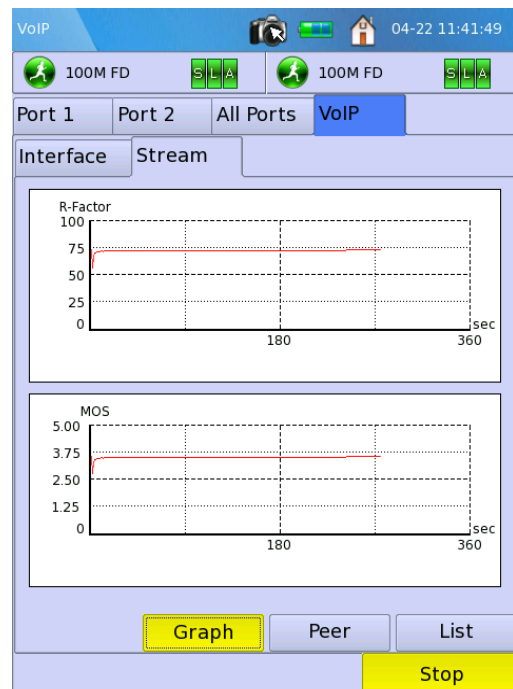 VoIP 04-22 11:41:49
100M FD S L A 100M FD S L A
Port 1 Port 2 All Ports VoIP
Interface Stream
R-Factor
100
75
50
25
0
sec
180 360
MOS
5.00
3.75
2.50
1.25
0
sec
180 360
Graph Peer List
Stop